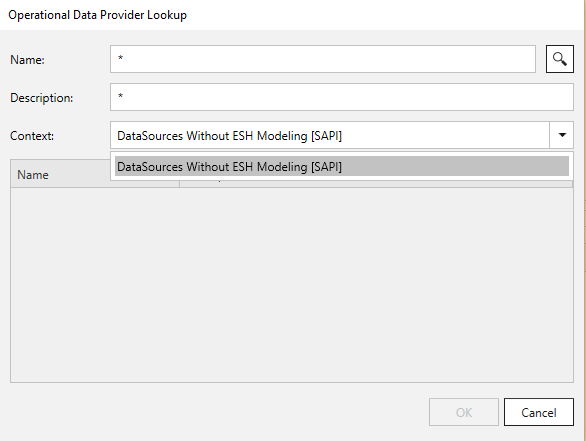 Operational Data Provider Lookup
Name: *
Description: *
Context: DataSources Without ESH Modeling [SAPI]
DataSources Without ESH Modeling [SAPI]
Name
OK Cancel